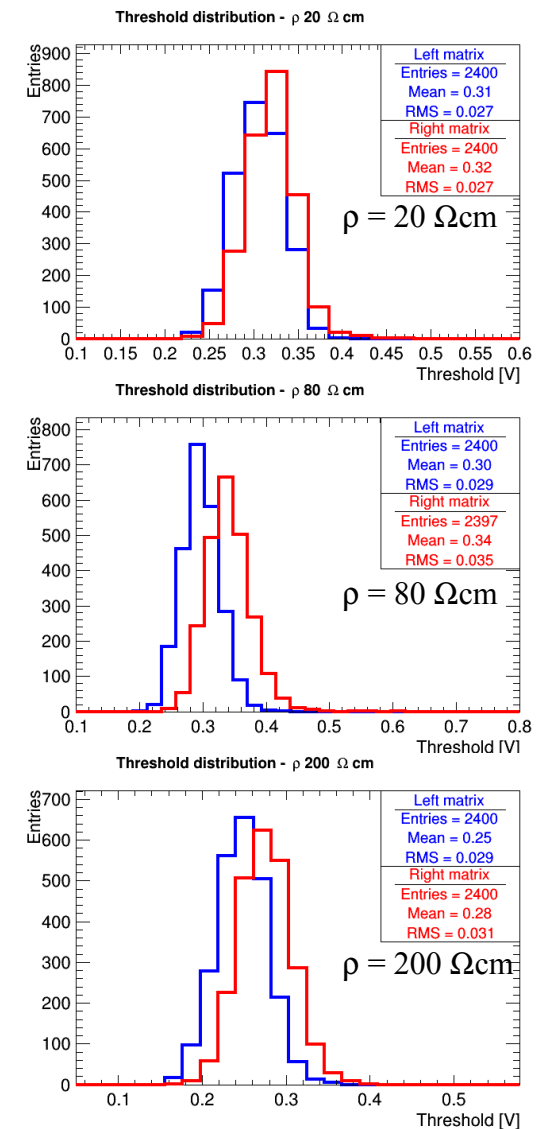 Threshold distribution - ρ 20 Ω cm
Entries
900
800
700
600
500
400
300
200
100
0
0.1 0.15 0.2 0.25 0.3 0.35 0.4 0.45 0.5 0.55 0.6
Threshold [V]
Left matrix
Entries = 2400
Mean = 0.31
RMS = 0.027
Right matrix
Entries = 2400
Mean = 0.32
RMS = 0.027
ρ = 20 Ωcm
Threshold distribution - ρ 80 Ω cm
Entries
800
700
600
500
400
300
200
100
0
0.1 0.2 0.3 0.4 0.5 0.6 0.7 0.8
Threshold [V]
Left matrix
Entries = 2400
Mean = 0.30
RMS = 0.029
Right matrix
Entries = 2397
Mean = 0.34
RMS = 0.035
ρ = 80 Ωcm
Threshold distribution - ρ 200 Ω cm
Entries
700
600
500
400
300
200
100
0
0.1 0.2 0.3 0.4 0.5
Threshold [V]
Left matrix
Entries = 2400
Mean = 0.25
RMS = 0.029
Right matrix
Entries = 2400
Mean = 0.28
RMS = 0.031
ρ = 200 Ωcm